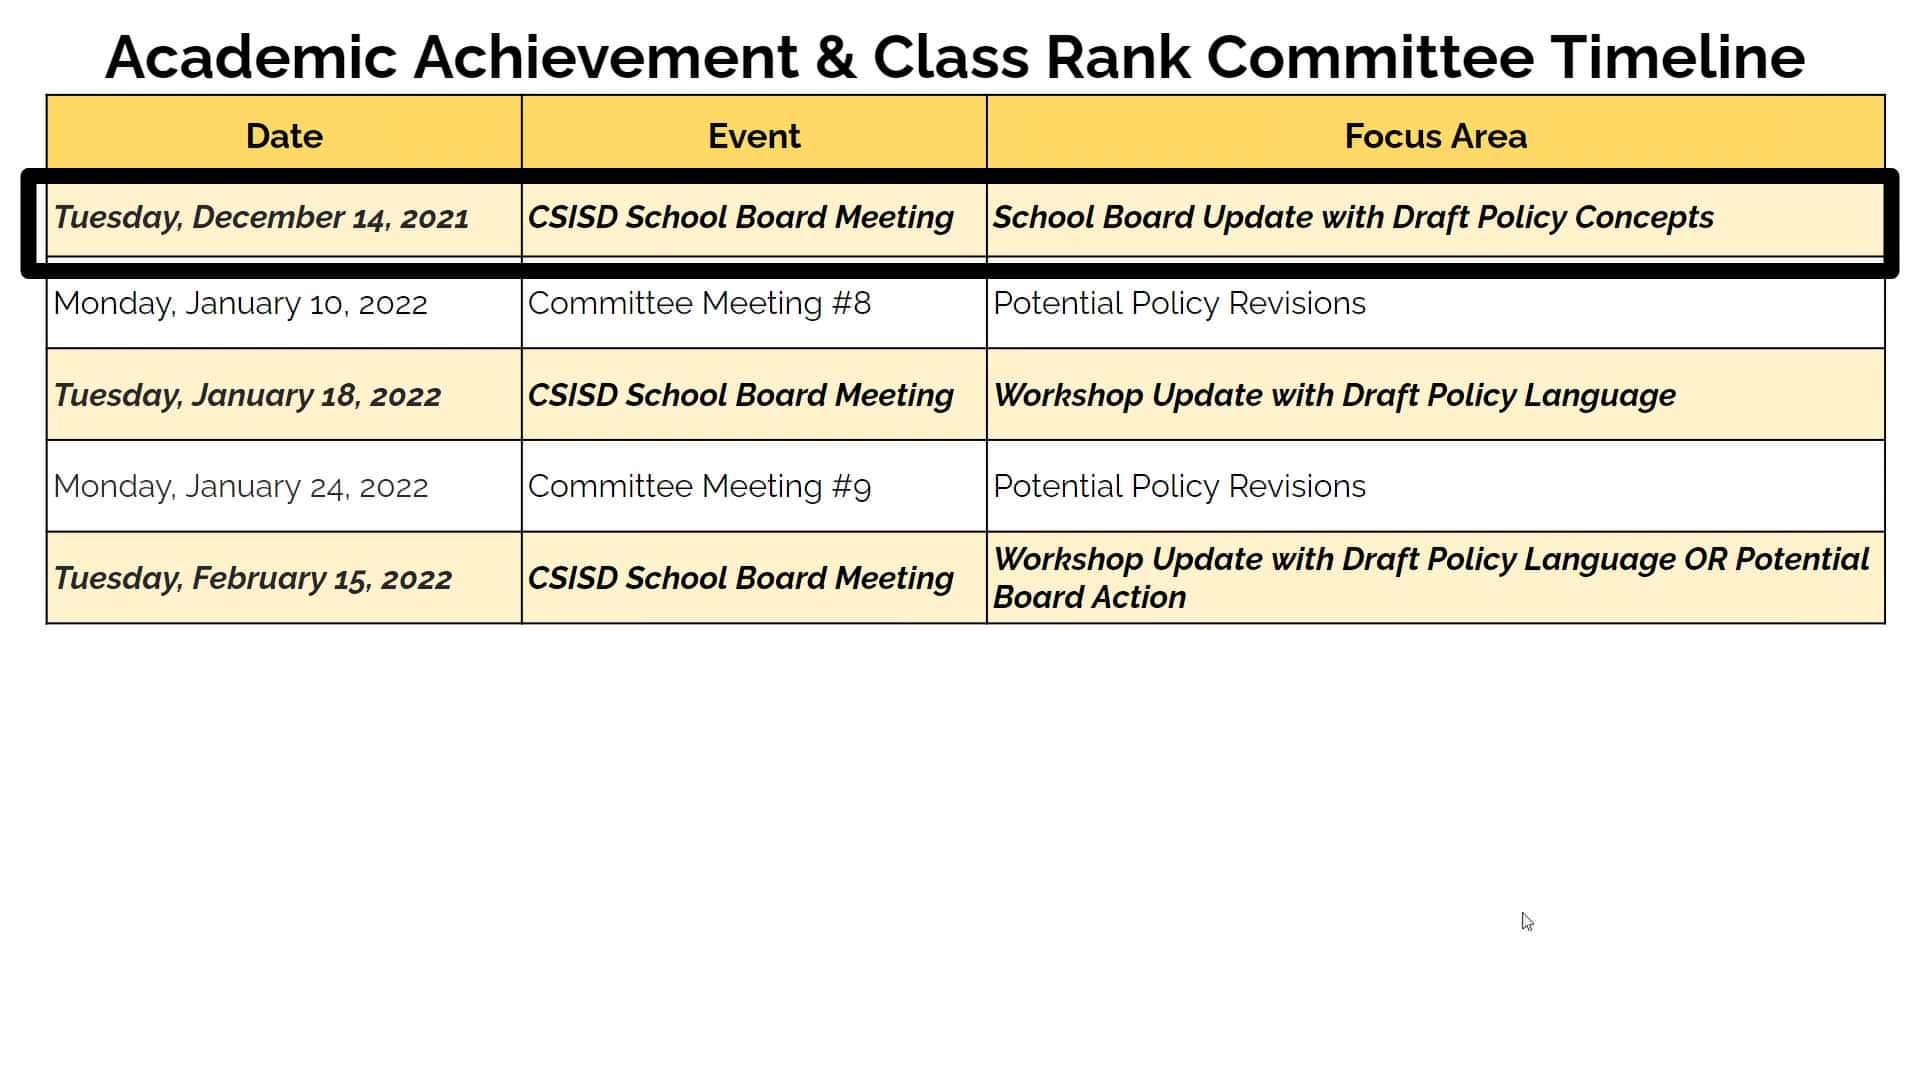 Academic Achievement & Class Rank Committee Timeline
Date Event Focus Area
Tuesday, December 14, 2021 CSISD School Board Meeting School Board Update with Draft Policy Concepts
Monday, January 10, 2022 Committee Meeting #8 Potential Policy Revisions
Tuesday, January 18, 2022 CSISD School Board Meeting Workshop Update with Draft Policy Language
Monday, January 24, 2022 Committee Meeting #9 Potential Policy Revisions
Tuesday, February 15, 2022 CSISD School Board Meeting Workshop Update with Draft Policy Language OR Potential
Board Action